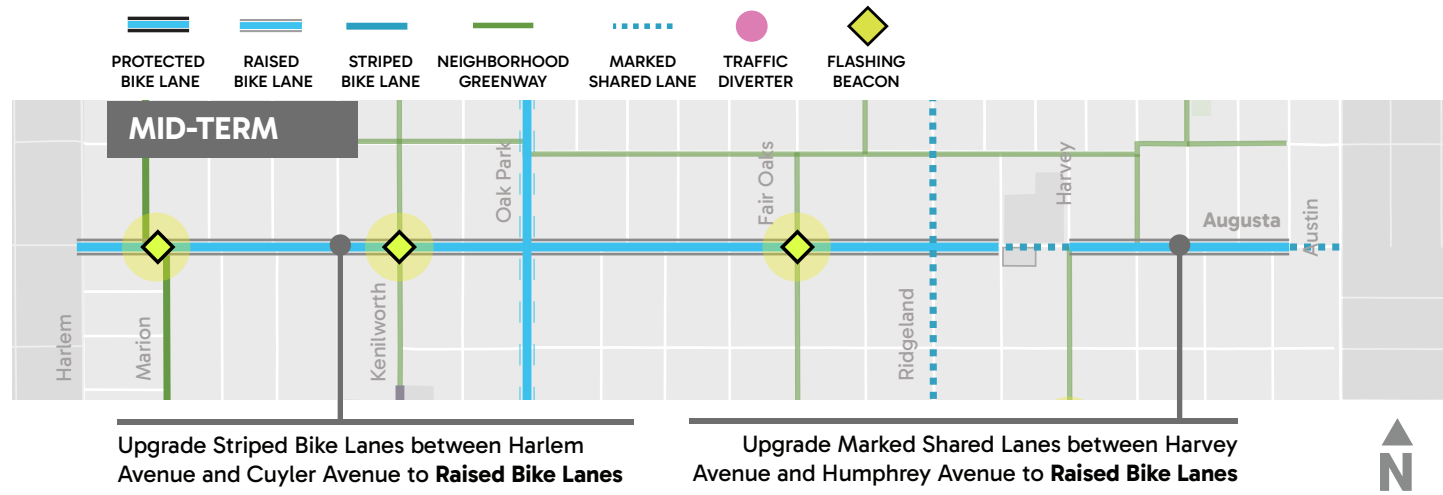 PROTECTED
BIKE LANE
RAISED
BIKE LANE
STRIPED
BIKE LANE
NEIGHBORHOOD
GREENWAY
MARKED
SHARED LANE
TRAFFIC
DIVERTER
FLASHING
BEACON
MID-TERM
Harlem
Marion
Kenilworth
Oak Park
Fair Oaks
Ridgeland
Harvey
Augusta
Austin
Upgrade Striped Bike Lanes between Harlem
Avenue and Cuyler Avenue to Raised Bike Lanes
Upgrade Marked Shared Lanes between Harvey
Avenue and Humphrey Avenue to Raised Bike Lanes
N